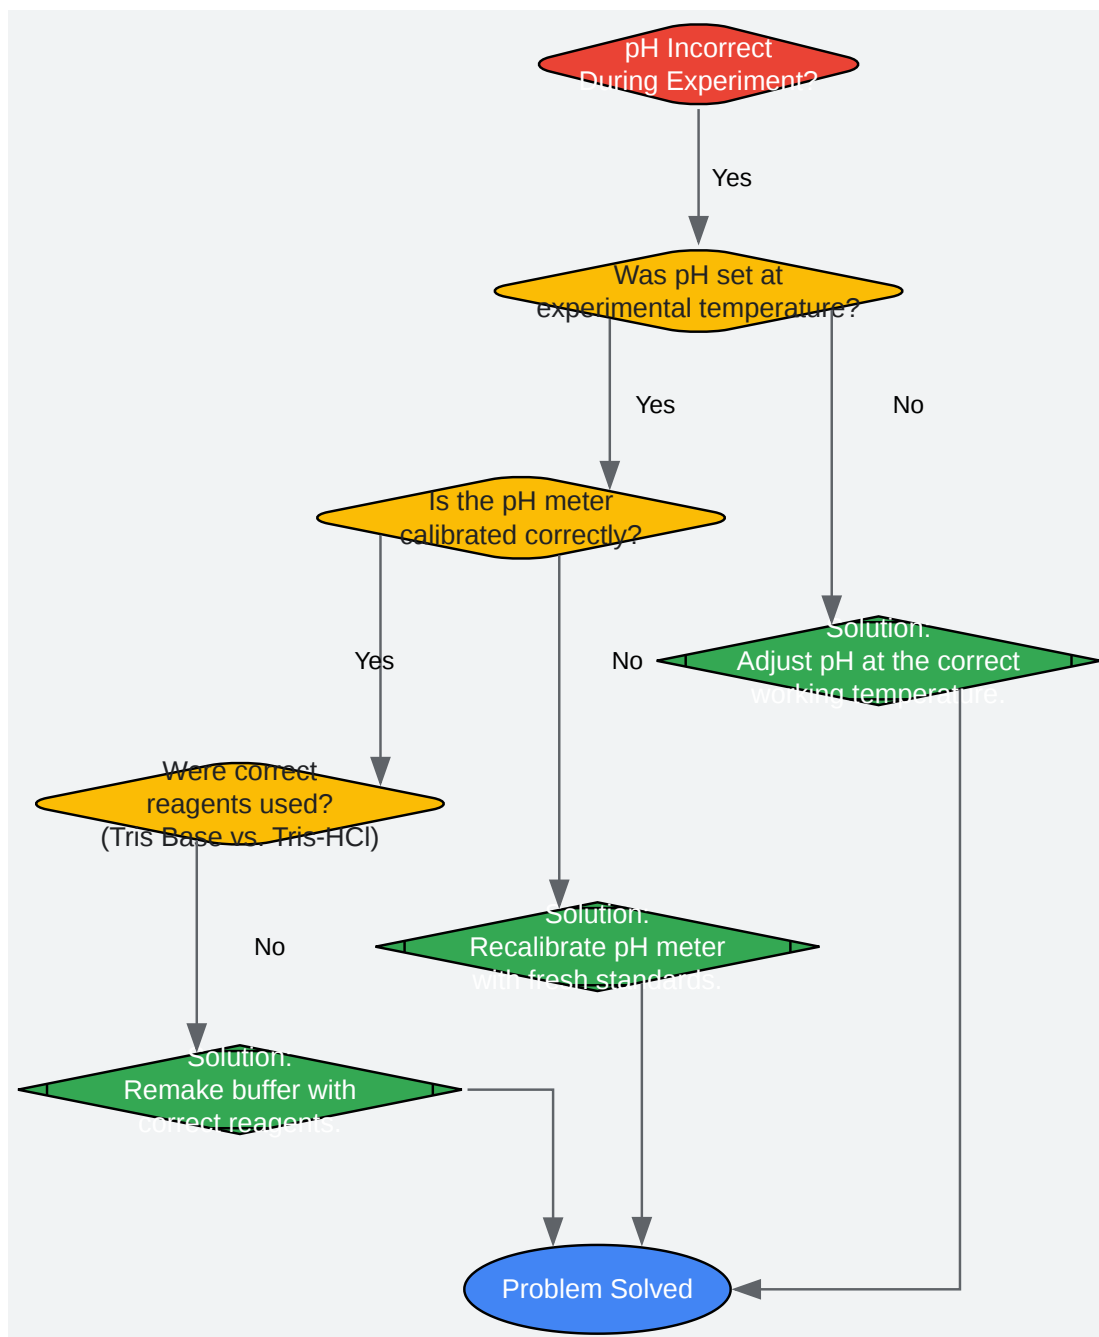 pH Incorrect
During Experiment?
Yes
Was pH set at
experimental temperature?
Yes
No
Is the pH meter
calibrated correctly?
Yes
No
Solution:
Adjust pH at the correct
working temperature.
Were correct
reagents used?
(Tris Base vs. Tris-HCl)
No
Solution:
Recalibrate pH meter
with fresh standards.
Solution:
Remake buffer with
correct reagents.
Problem Solved